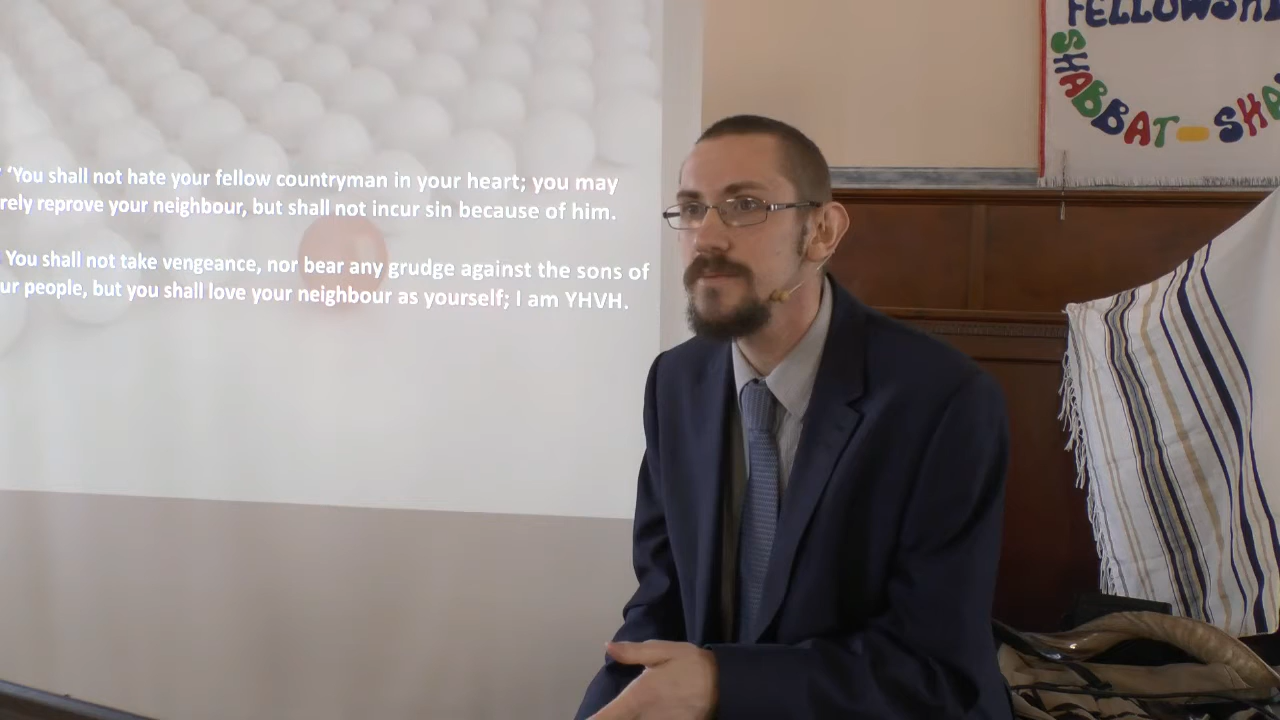 ‘You shall not hate your fellow countryman in your heart; you may
rely reprove your neighbour, but shall not incur sin because of him.
You shall not take vengeance, nor bear any grudge against the sons of
ur people, but you shall love your neighbour as yourself; I am YHVH.
FELLOWSHI
SHABBAT-SHA